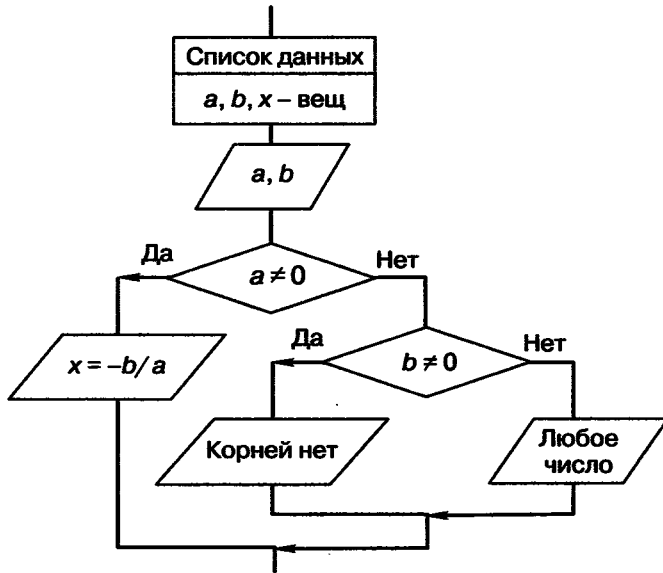 Список данных
a, b, x – вещ
a, b
Да
a ≠ 0
Нет
x = –b/ a
Да
b ≠ 0
Нет
Корней нет
Любое
число